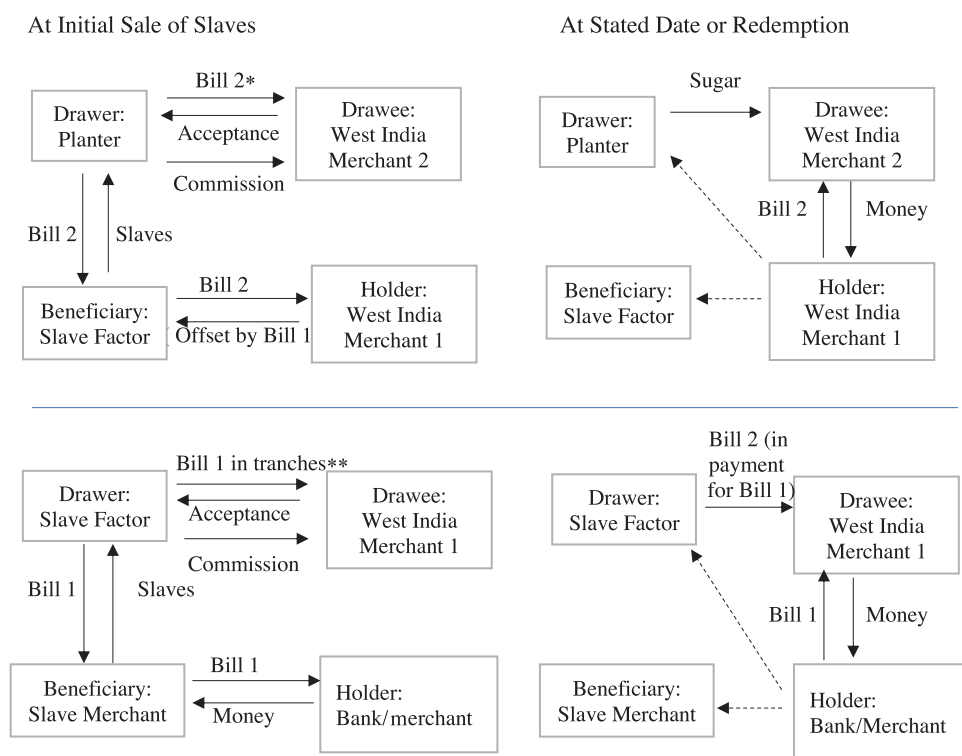 At Initial Sale of Slaves
At Stated Date or Redemption
Bill 2*
Drawer:
Planter
Acceptance
Commission
Drawee:
West India
Merchant 2
Bill 2
Slaves
Beneficiary:
Slave Factor
Bill 2
Offset by Bill 1
Holder:
West India
Merchant 1
Sugar
Drawer:
Planter
Drawee:
West India
Merchant 2
Bill 2
Money
Beneficiary:
Slave Factor
Holder:
West India
Merchant 1
Bill 1 in tranches**
Drawer:
Slave Factor
Acceptance
Commission
Drawee:
West India
Merchant 1
Bill 1
Slaves
Beneficiary:
Slave Merchant
Bill 1
Money
Holder:
Bank/merchant
Bill 2 (in
payment
for Bill 1)
Drawer:
Slave Factor
Drawee:
West India
Merchant 1
Bill 1
Money
Beneficiary:
Slave Merchant
Holder:
Bank/Merchant